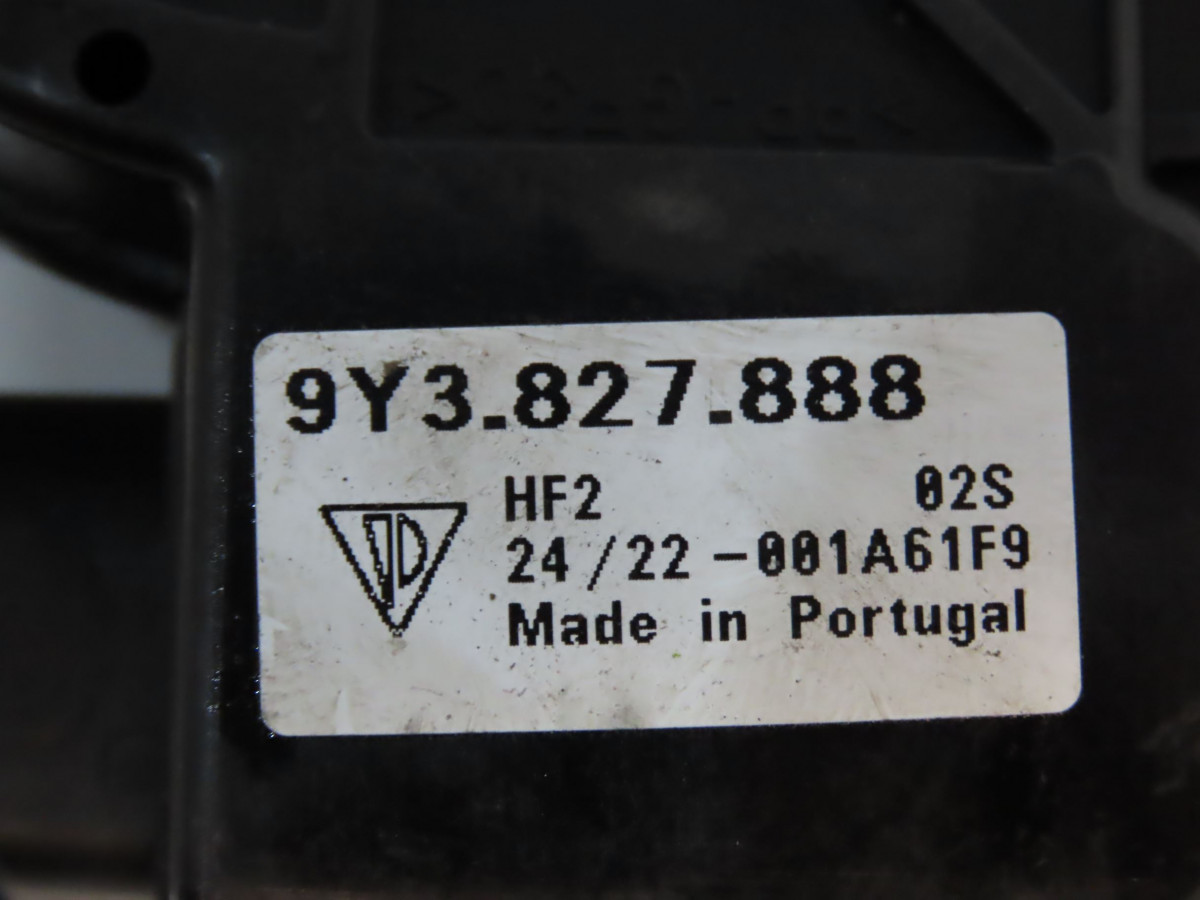 9Y3.827.888
HF2 02S
24/22-001A61F9
Made in Portugal